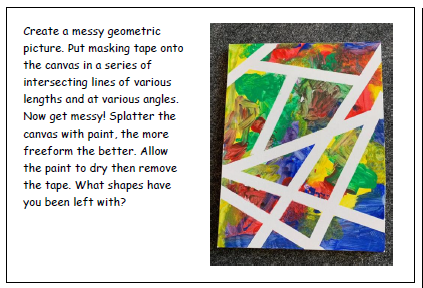 Create a messy geometric
picture. Put masking tape onto
the canvas in a series of
intersecting lines of various
lengths and at various angles.
Now get messy! Splatter the
canvas with paint, the more
freeform the better. Allow
the paint to dry then remove
the tape. What shapes have
you been left with?